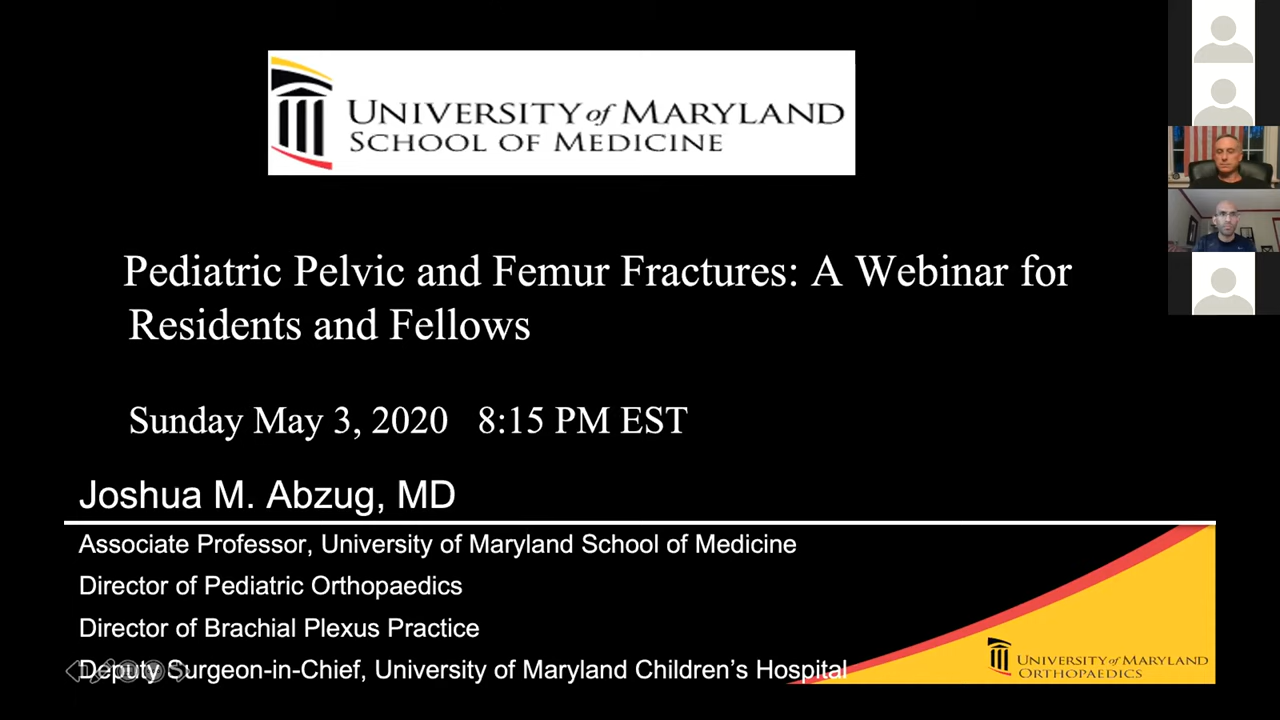 UNIVERSITY of MARYLAND
SCHOOL OF MEDICINE
Pediatric Pelvic and Femur Fractures: A Webinar for
Residents and Fellows
Sunday May 3, 2020 8:15 PM EST
Joshua M. Abzug, MD
Associate Professor, University of Maryland School of Medicine
Director of Pediatric Orthopaedics
Director of Brachial Plexus Practice
Deputy Surgeon-in-Chief, University of Maryland Children’s Hospital
UNIVERSITY of MARYLAND
ORTHOPAEDICS